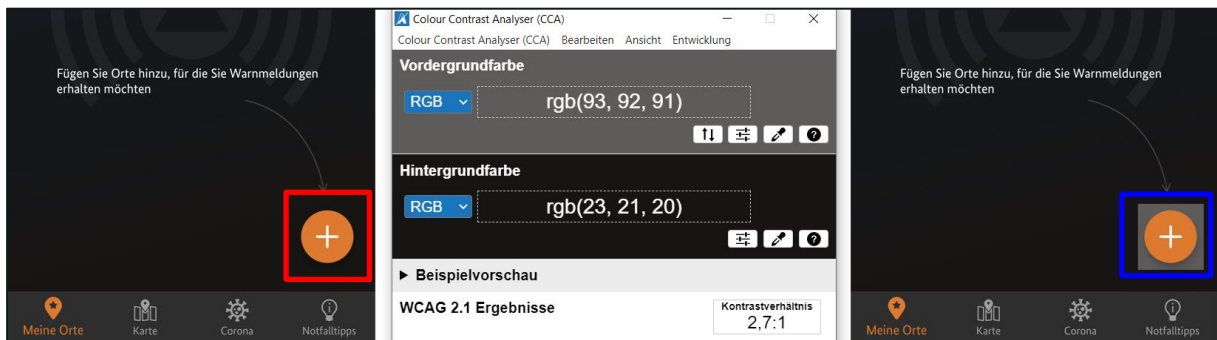 Fügen Sie Orte hinzu, für die Sie Warnmeldungen
erhalten möchten
Meine Orte
Karte
Corona
Notfalltipps
Colour Contrast Analyser (CCA)
Colour Contrast Analyser (CCA) Bearbeiten Ansicht Entwicklung
Vordergrundfarbe
RGB
rgb(93, 92, 91)
Hintergrundfarbe
RGB
rgb(23, 21, 20)
Beispielvorschau
WCAG 2.1 Ergebnisse
Kontrastverhältnis
2,7:1
Fügen Sie Orte hinzu, für die Sie Warnmeldungen
erhalten möchten
Meine Orte
Karte
Corona
Notfalltipps